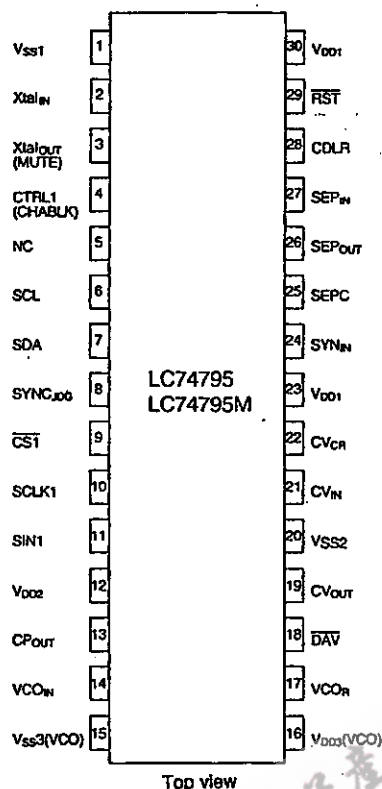 VSS1 1 30 VDD1
XtalIN 2 29 RST
XtalOUT 3 28 CDLR
(MUTE)
CTRL1 4 27 SEPIN
(CHABLK)
NC 5 26 SEPOUT
SCL 6 25 SEPC
SDA 7 24 SYNIN
LC74795
LC74795M
SYNCJDG 8 23 VDD1
CS1 9 22 CVCR
SCLK1 10 21 CVIN
SIN1 11 20 VSS2
VDD2 12 19 CVOUT
CPOUT 13 18 DAV
VCOIN 14 17 VCOR
VSS3(VCO) 15 16 VDD3(VCO)
Top view